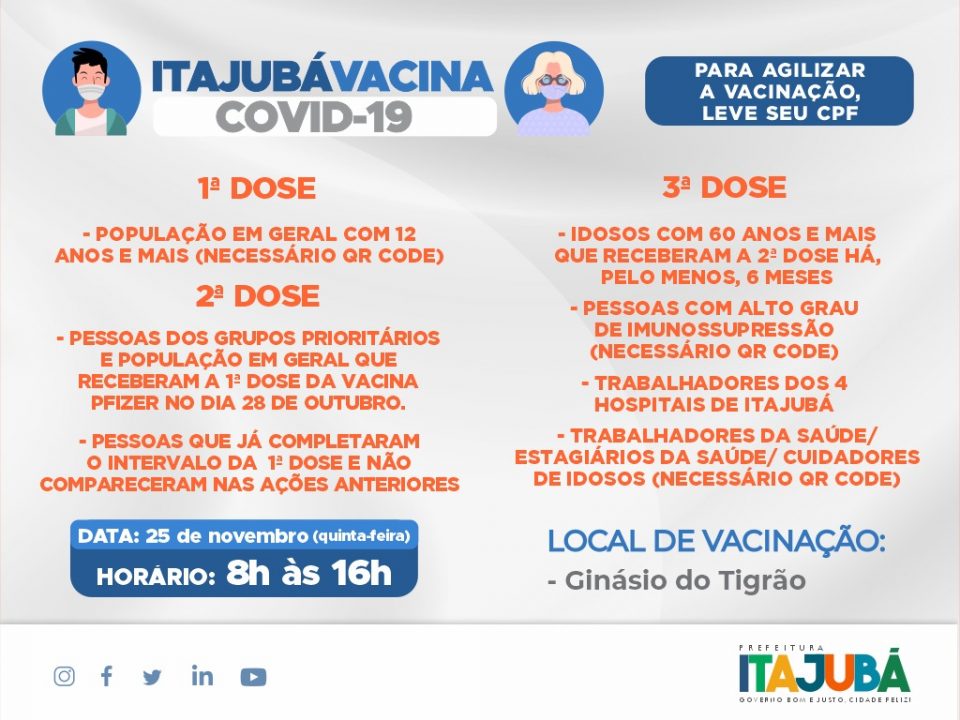 ITAJUBÁVACINA
COVID-19
PARA AGILIZAR
A VACINAÇÃO,
LEVE SEU CPF
1ª DOSE
- POPULAÇÃO EM GERAL COM 12
ANOS E MAIS (NECESSÁRIO QR CODE)
2ª DOSE
- PESSOAS DOS GRUPOS PRIORITÁRIOS
E POPULAÇÃO EM GERAL QUE
RECEBERAM A 1ª DOSE DA VACINA
PFIZER NO DIA 28 DE OUTUBRO.
- PESSOAS QUE JÁ COMPLETARAM
O INTERVALO DA 1ª DOSE E NÃO
COMPARECERAM NAS AÇÕES ANTERIORES
DATA: 25 de novembro (quinta-feira)
HORÁRIO: 8h às 16h
3ª DOSE
- IDOSOS COM 60 ANOS E MAIS
QUE RECEBERAM A 2ª DOSE HÁ,
PELO MENOS, 6 MESES
- PESSOAS COM ALTO GRAU
DE IMUNOSSUPRESSÃO
(NECESSÁRIO QR CODE)
- TRABALHADORES DOS 4
HOSPITAIS DE ITAJUBÁ
- TRABALHADORES DA SAÚDE/
ESTAGIÁRIOS DA SAÚDE/ CUIDADORES
DE IDOSOS (NECESSÁRIO QR CODE)
LOCAL DE VACINAÇÃO:
- Ginásio do Tigrão
PREFEITURA
ITAJUBÁ
GOVERNO BOM E JUSTO. CIDADE FELIZ!